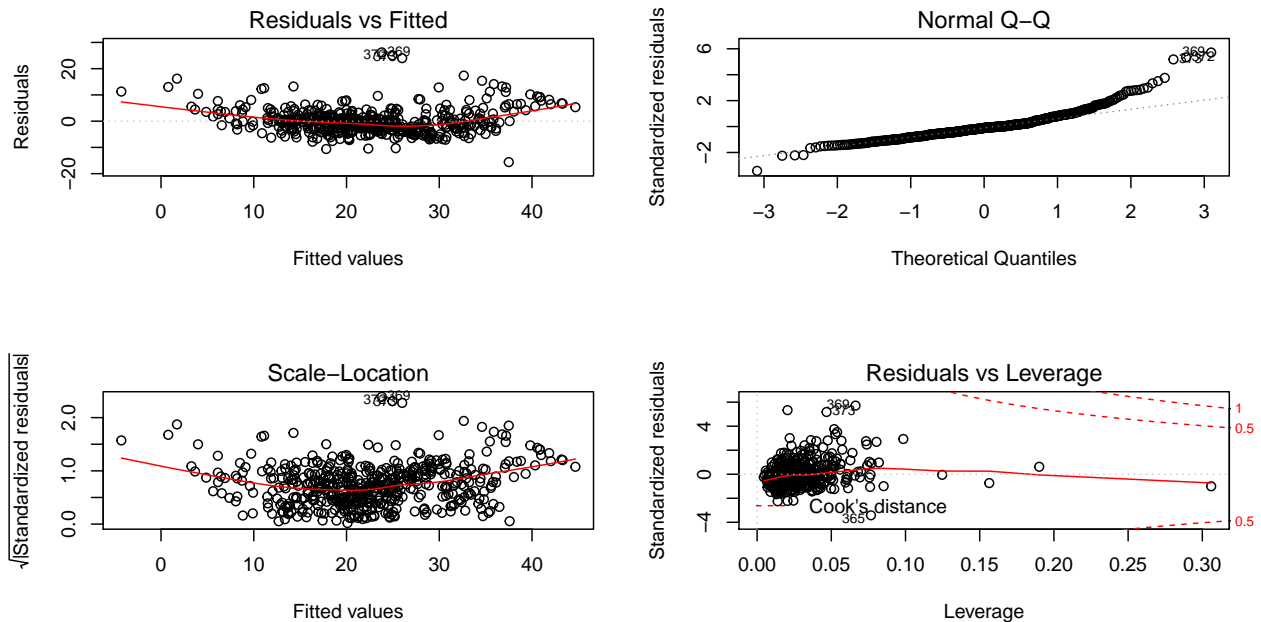 Residuals vs Fitted
Residuals
20
0
−20
369
0 10 20 30 40
Fitted values
Normal Q−Q
Standardized residuals
6
2
−2
369
−3 −2 −1 0 1 2 3
Theoretical Quantiles
Scale−Location
√|Standardized residuals|
2.0
1.0
0.0
369
0 10 20 30 40
Fitted values
Residuals vs Leverage
Standardized residuals
4
0
−4
369
373
1
0.5
0.5
Cook's distance
365
0.00 0.05 0.10 0.15 0.20 0.25 0.30
Leverage